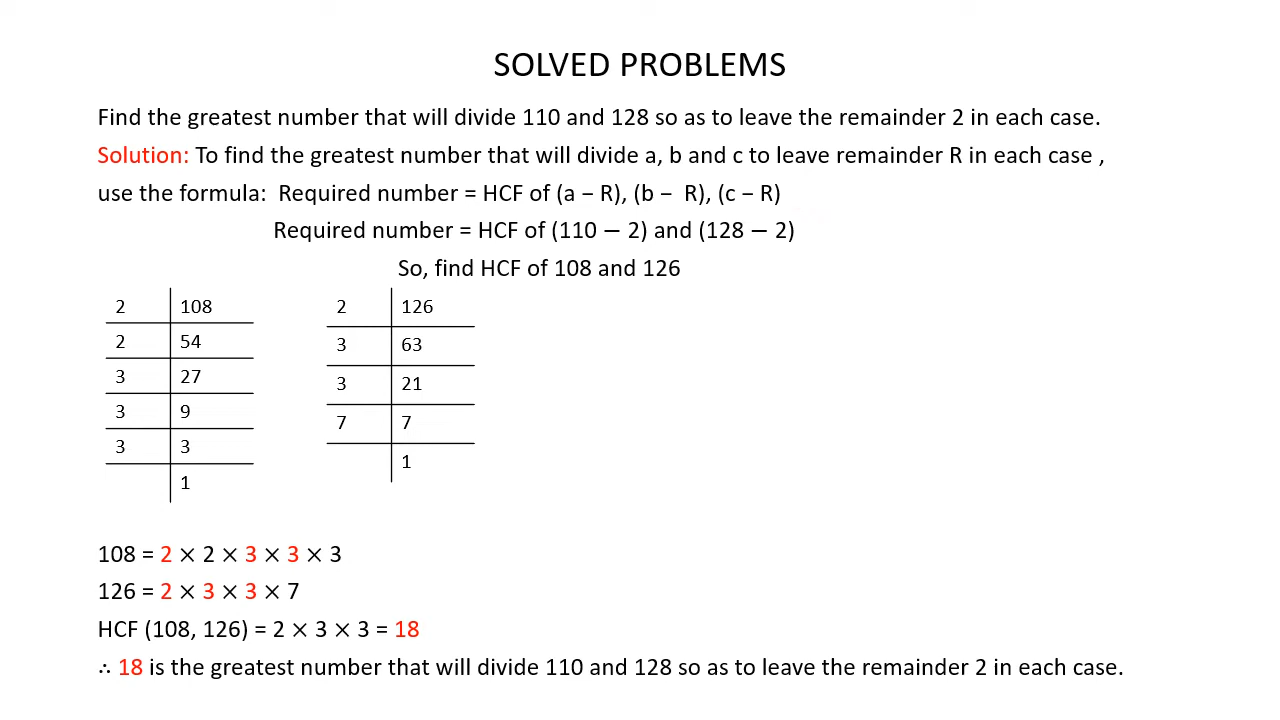 SOLVED PROBLEMS
Find the greatest number that will divide 110 and 128 so as to leave the remainder 2 in each case.
Solution: To find the greatest number that will divide a, b and c to leave remainder R in each case ,
use the formula:  Required number = HCF of (a − R), (b −  R), (c − R)
Required number = HCF of (110 − 2) and (128 − 2)
So, find HCF of 108 and 126
2 108
2 54
3 27
3 9
3 3
1
2 126
3 63
3 21
7 7
1
108 = 2 × 2 × 3 × 3 × 3
126 = 2 × 3 × 3 × 7
HCF (108, 126) = 2 × 3 × 3 = 18
∴ 18 is the greatest number that will divide 110 and 128 so as to leave the remainder 2 in each case.